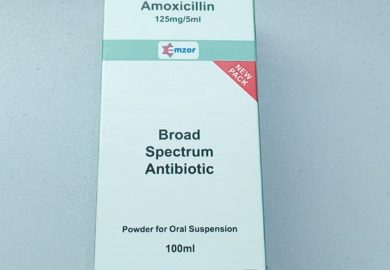 Amoxicillin
125mg/5ml
emzor
NEW
PACK
Broad
Spectrum
Antibiotic
Powder for Oral Suspension
100ml